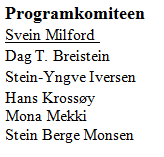 Programkomiteen
Svein Milford
Dag T. Breistein
Stein-Yngve Iversen
Hans Krossøy
Mona Mekki
Stein Berge Monsen